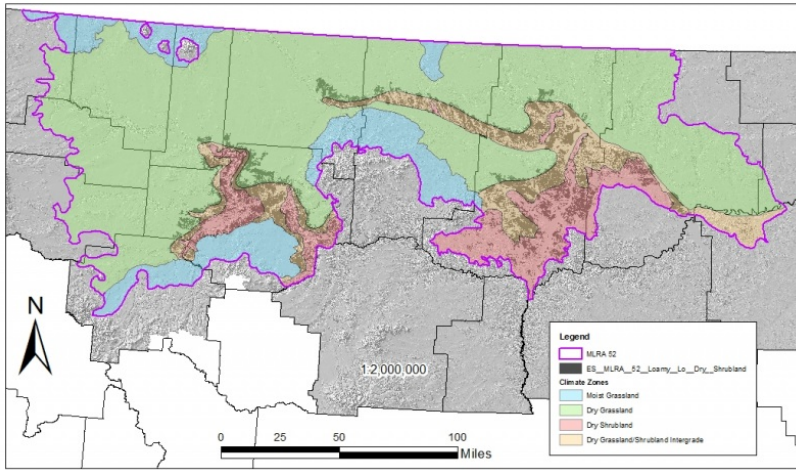 N
1:2,000,000
0 25 50 100
Miles
Legend
MLRA 52
ES__MLRA__52__Loamy__Lo__Dry__Shrubland
Climate Zones
Moist Grassland
Dry Grassland
Dry Shrubland
Dry Grassland/Shrubland Intergrade